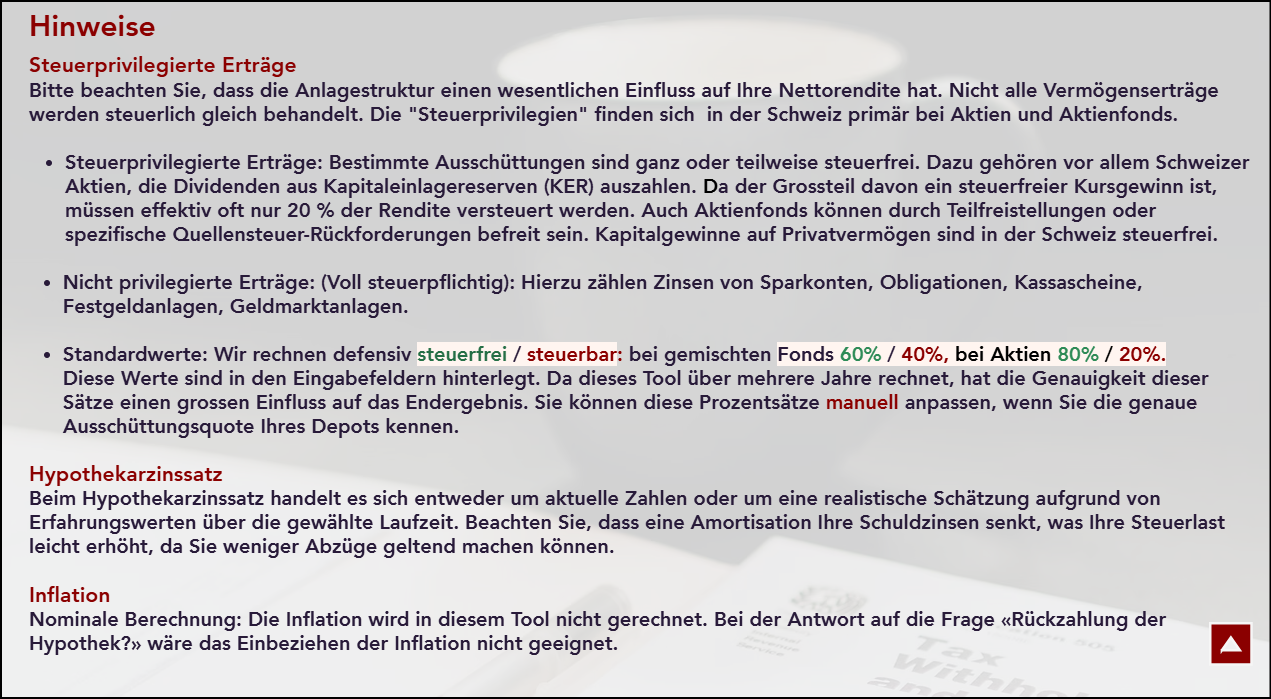 Hinweise
Steuerprivilegierte Erträge
Bitte beachten Sie, dass die Anlagestruktur einen wesentlichen Einfluss auf Ihre Nettorendite hat. Nicht alle Vermögenserträge
werden steuerlich gleich behandelt. Die "Steuerprivilegien" finden sich  in der Schweiz primär bei Aktien und Aktienfonds.
• Steuerprivilegierte Erträge: Bestimmte Ausschüttungen sind ganz oder teilweise steuerfrei. Dazu gehören vor allem Schweizer
Aktien, die Dividenden aus Kapitaleinlagereserven (KER) auszahlen. Da der Grossteil davon ein steuerfreier Kursgewinn ist,
müssen effektiv oft nur 20 % der Rendite versteuert werden. Auch Aktienfonds können durch Teilfreistellungen oder
spezifische Quellensteuer-Rückforderungen befreit sein. Kapitalgewinne auf Privatvermögen sind in der Schweiz steuerfrei.
• Nicht privilegierte Erträge: (Voll steuerpflichtig): Hierzu zählen Zinsen von Sparkonten, Obligationen, Kassascheine,
Festgeldanlagen, Geldmarktanlagen.
• Standardwerte: Wir rechnen defensiv steuerfrei / steuerbar: bei gemischten Fonds 60% / 40%, bei Aktien 80% / 20%.
Diese Werte sind in den Eingabefeldern hinterlegt. Da dieses Tool über mehrere Jahre rechnet, hat die Genauigkeit dieser
Sätze einen grossen Einfluss auf das Endergebnis. Sie können diese Prozentsätze manuell anpassen, wenn Sie die genaue
Ausschüttungsquote Ihres Depots kennen.
Hypothekarzinssatz
Beim Hypothekarzinssatz handelt es sich entweder um aktuelle Zahlen oder um eine realistische Schätzung aufgrund von
Erfahrungswerten über die gewählte Laufzeit. Beachten Sie, dass eine Amortisation Ihre Schuldzinsen senkt, was Ihre Steuerlast
leicht erhöht, da Sie weniger Abzüge geltend machen können.
Inflation
Nominale Berechnung: Die Inflation wird in diesem Tool nicht gerechnet. Bei der Antwort auf die Frage «Rückzahlung der
Hypothek?» wäre das Einbeziehen der Inflation nicht geeignet.
Revenue
Service
505
Tax
and